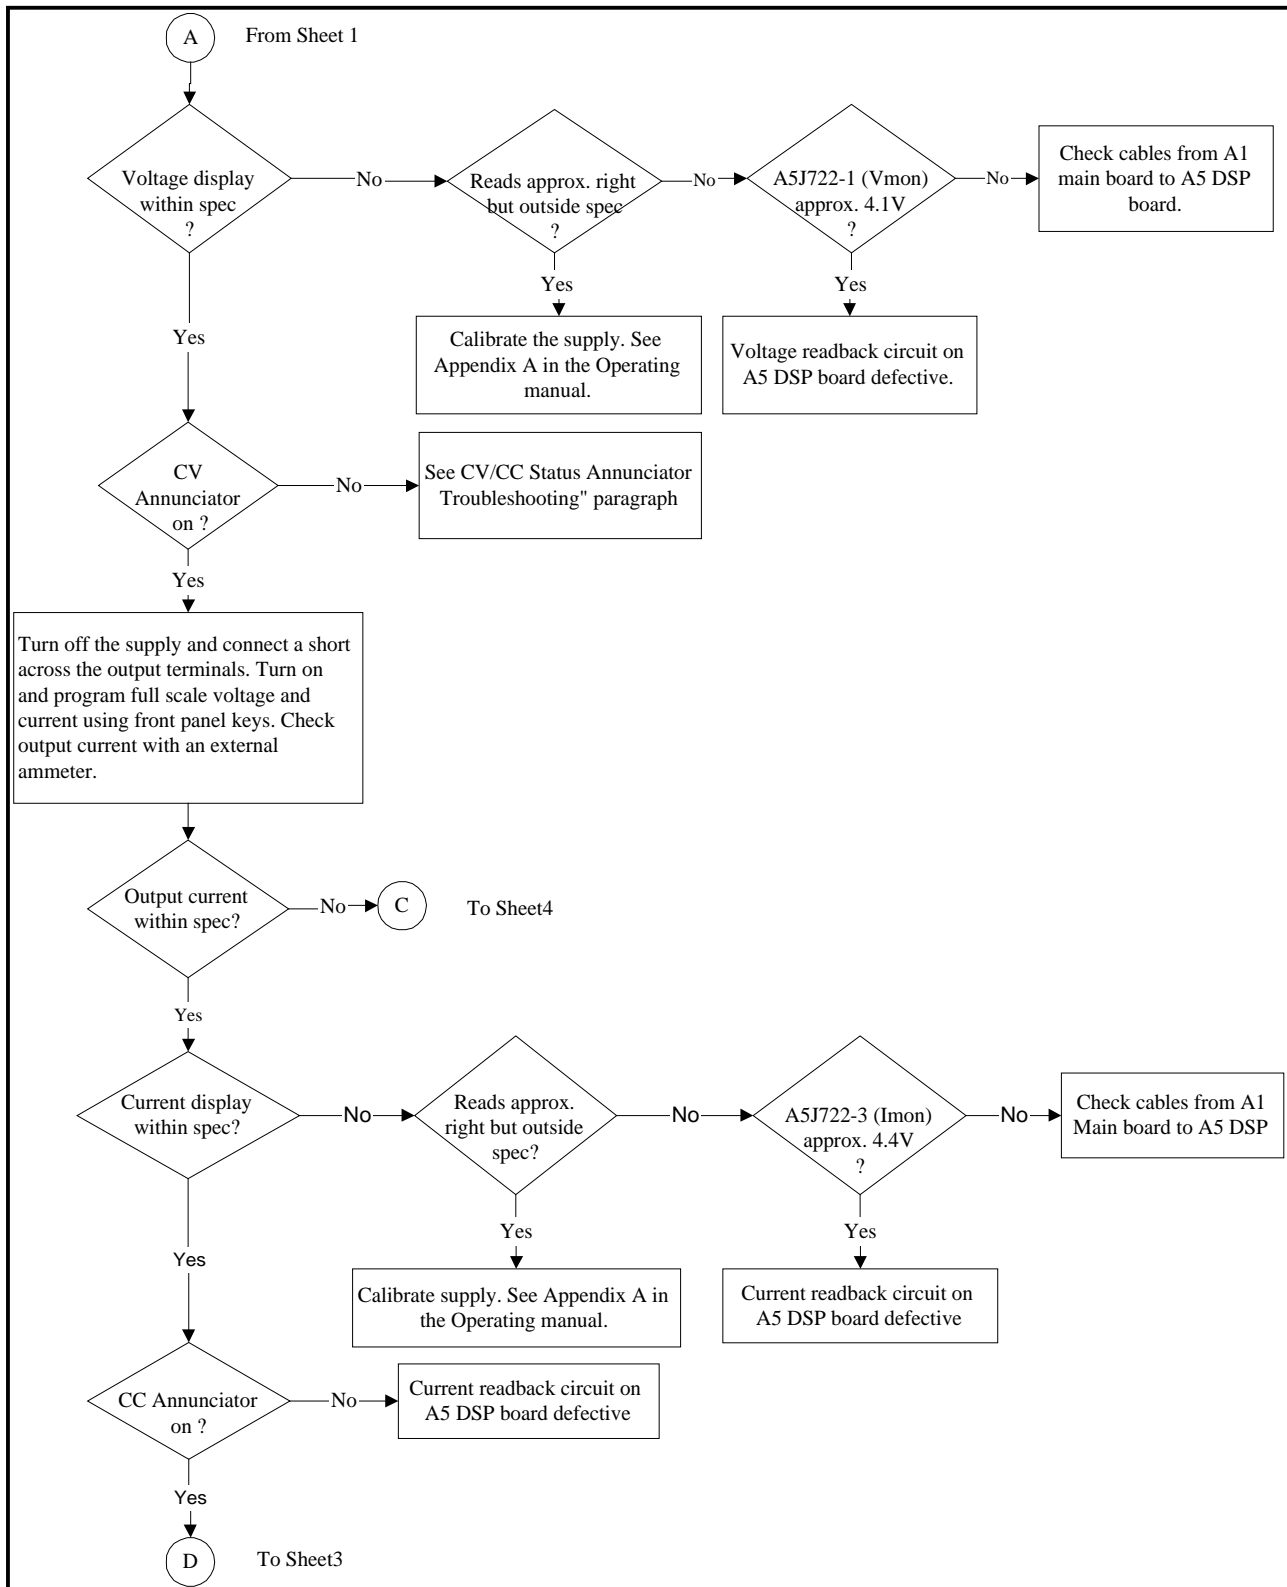 A
From Sheet 1
Voltage display
within spec
?
No
Reads approx. right
but outside spec
?
No
A5J722-1 (Vmon)
approx. 4.1V
?
No
Check cables from A1
main board to A5 DSP
board.
Yes
Yes
Yes
Calibrate the supply. See
Appendix A in the Operating
manual.
Voltage readback circuit on
A5 DSP board defective.
CV
Annunciator
on ?
No
See CV/CC Status Annunciator
Troubleshooting" paragraph
Yes
Turn off the supply and connect a short
across the output terminals. Turn on
and program full scale voltage and
current using front panel keys. Check
output current with an external
ammeter.
Output current
within spec?
No
C
To Sheet4
Yes
Current display
within spec?
No
Reads approx.
right but outside
spec?
No
A5J722-3 (Imon)
approx. 4.4V
?
No
Check cables from A1
Main board to A5 DSP
Yes
Yes
Yes
Calibrate supply. See Appendix A in
the Operating manual.
Current readback circuit on
A5 DSP board defective
CC Annunciator
on ?
No
Current readback circuit on
A5 DSP board defective
Yes
D
To Sheet3